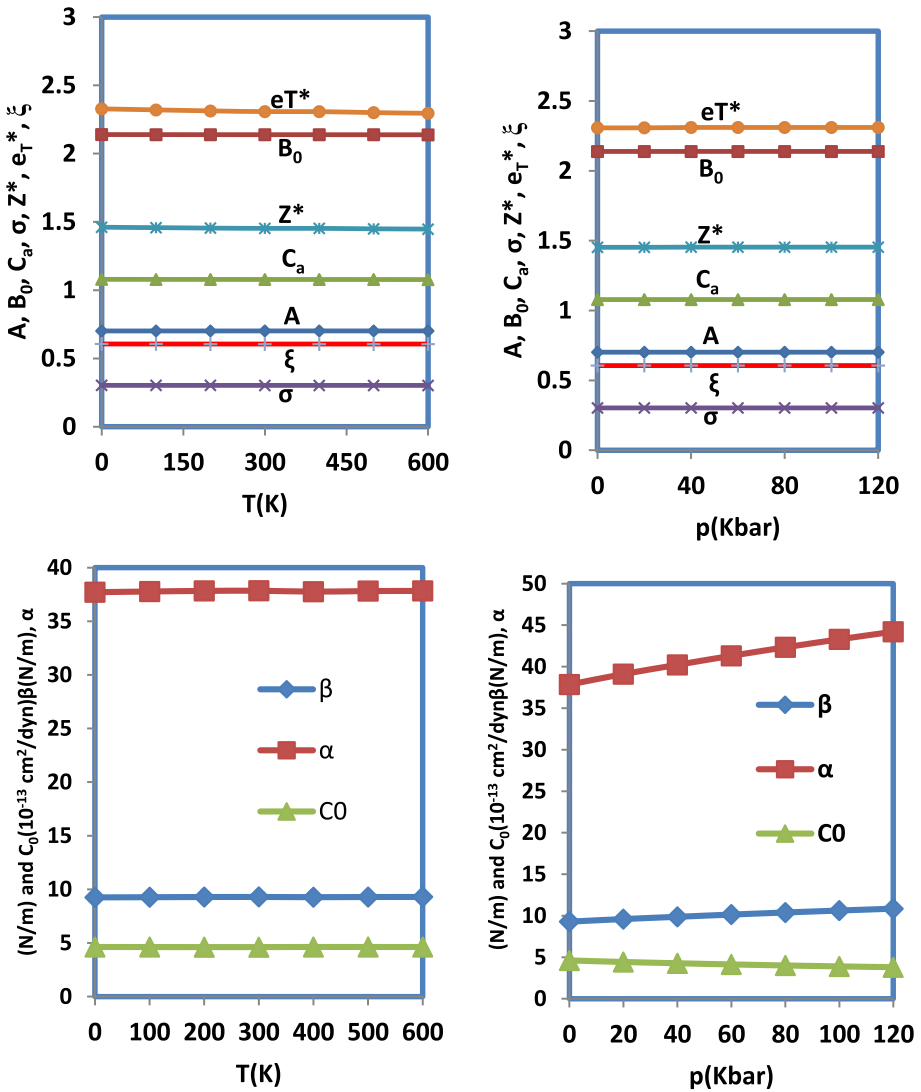 A, B₀, Cₐ, σ, Z*, e_T*, ξ
3
2.5
2
1.5
1
0.5
0
eT*
B₀
Z*
Cₐ
A
ξ
σ
0 150 300 450 600
T(K)
A, B₀, Cₐ, σ, Z*, e_T*, ξ
3
2.5
2
1.5
1
0.5
0
eT*
B₀
Z*
Cₐ
A
ξ
σ
0 40 80 120
p(Kbar)
(N/m) and C₀(10⁻¹³ cm²/dyn)β(N/m), α
40
35
30
25
20
15
10
5
0
β
α
C0
0 100 200 300 400 500 600
T(K)
(N/m) and C₀(10⁻¹³ cm²/dynβ(N/m), α
50
45
40
35
30
25
20
15
10
5
0
β
α
C0
0 20 40 60 80 100 120
p(Kbar)